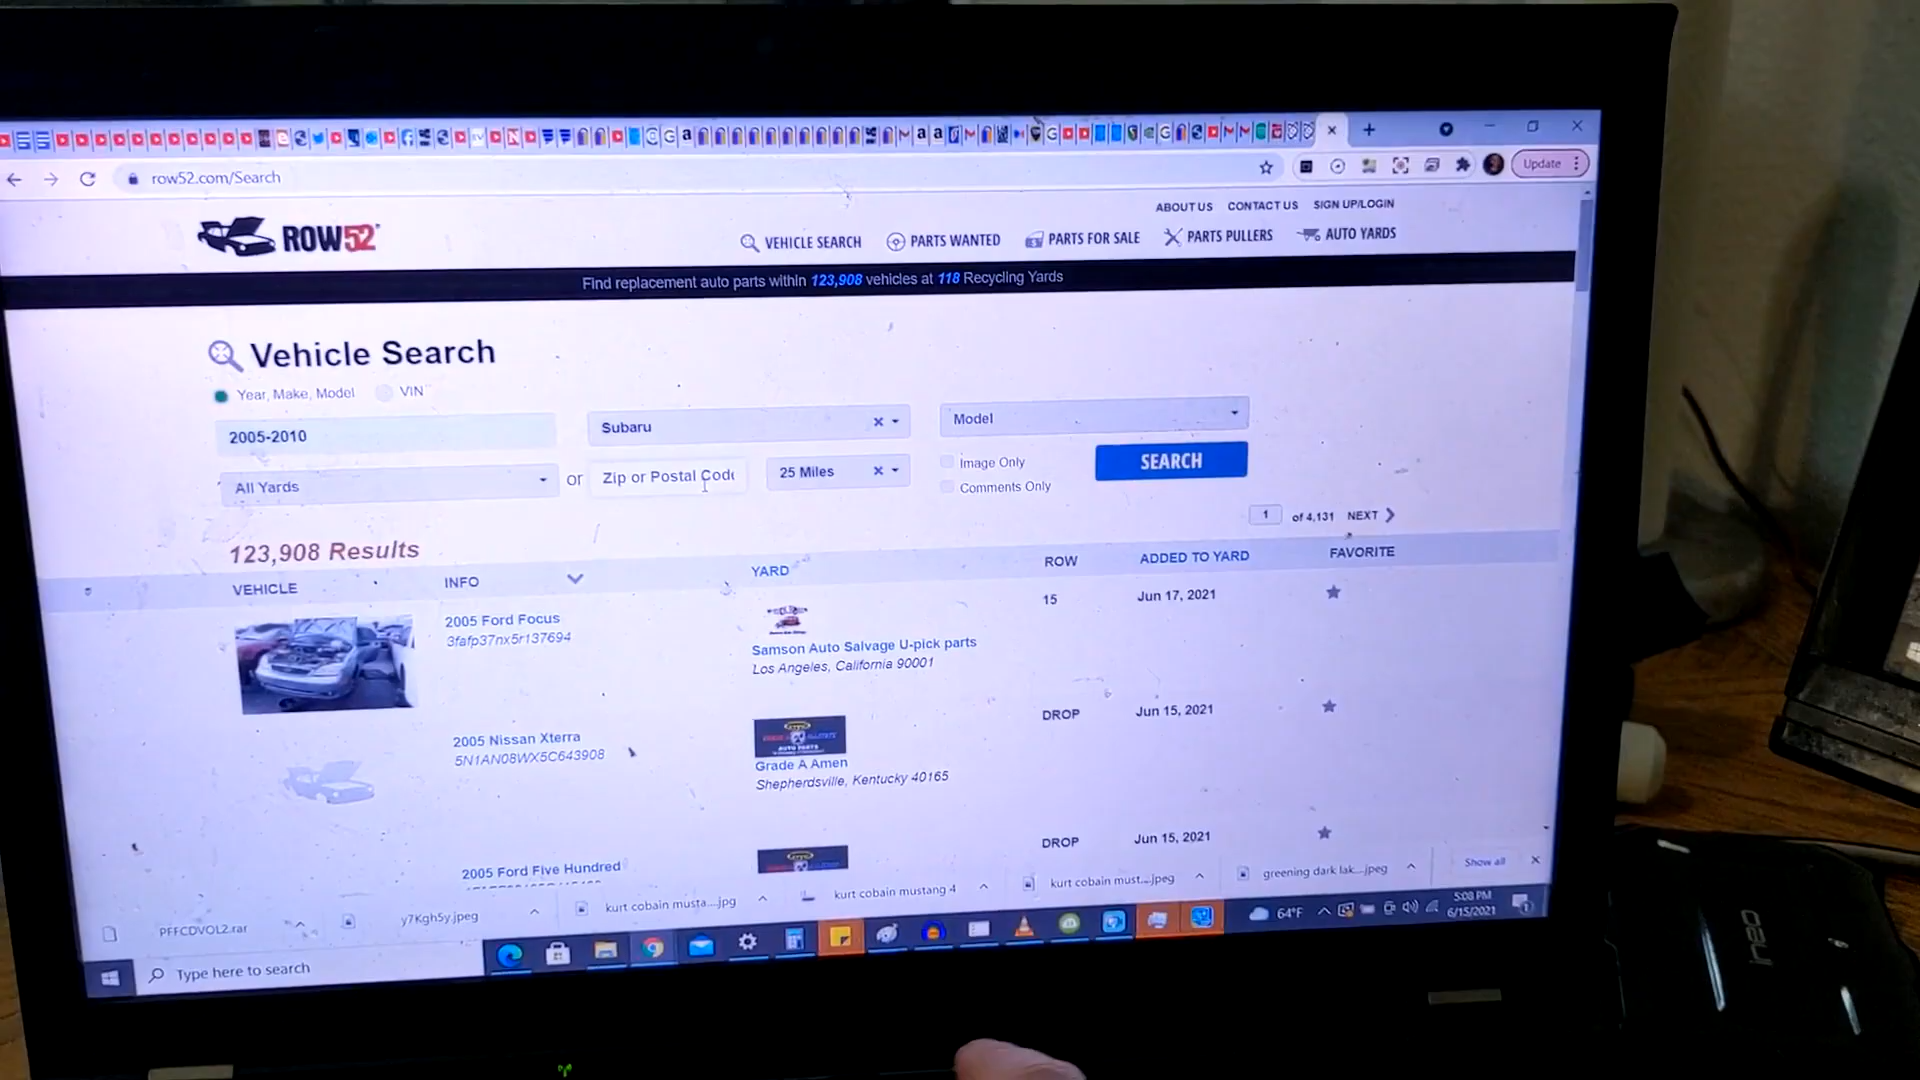 row52.com/Search
Update
ABOUT US CONTACT US SIGN UP/LOGIN
ROW52
VEHICLE SEARCH PARTS WANTED PARTS FOR SALE PARTS PULLERS AUTO YARDS
Find replacement auto parts within 123,908 vehicles at 118 Recycling Yards
Vehicle Search
Year, Make, Model VIN
2005-2010 Subaru Model
All Yards or Zip or Postal Code 25 Miles Image Only SEARCH
Comments Only
1 of 4,131 NEXT
123,908 Results
VEHICLE INFO YARD ROW ADDED TO YARD FAVORITE
2005 Ford Focus 15 Jun 17, 2021
3fafp37nx5r137694
Samson Auto Salvage U-pick parts
Los Angeles, California 90001
2005 Nissan Xterra DROP Jun 15, 2021
5N1AN08WX5C643908
Grade A Amen
Shepherdsville, Kentucky 40165
2005 Ford Five Hundred DROP Jun 15, 2021
PFFCDVOL2.rar y7KghSy.jpeg kurt cobain musta....jpg kurt cobain mustang 4 kurt cobain must....jpeg greening dark lak...jpeg Show all
Type here to search 64°F 5:08 PM
6/15/2021
ineo